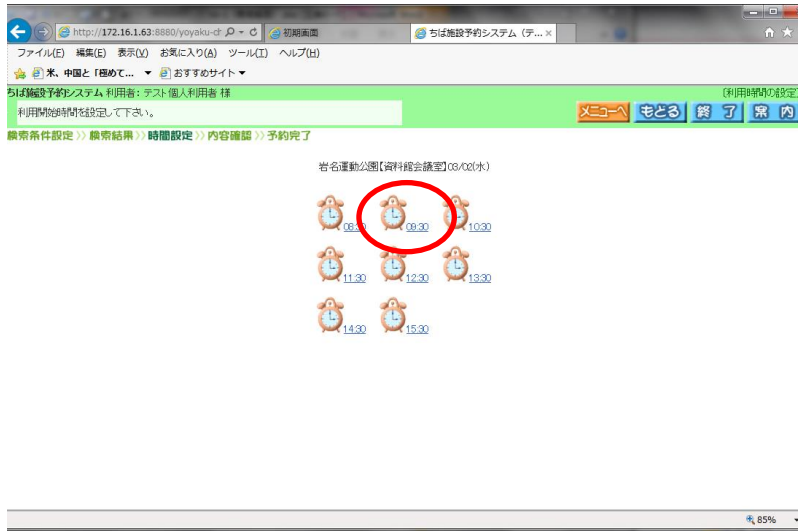 http://172.16.1.63:8880/yoyaku-ch
初期画面
ちば施設予約システム（テ... ×
ファイル(F) 編集(E) 表示(V) お気に入り(A) ツール(T) ヘルプ(H)
米、中国と「極めて... ▼ おすすめサイト ▼
ちば施設予約システム 利用者：テスト個人利用者 様 [利用時間の設定]
利用開始時間を設定して下さい。
メニューへ もどる 終了 案内
検索条件設定 〉〉 検索結果 〉〉 時間設定 〉〉 内容確認 〉〉 予約完了
岩名運動公園【資料館会議室】03/02(水)
08:30 09:30 10:30
11:30 12:30 13:30
14:30 15:30
85%